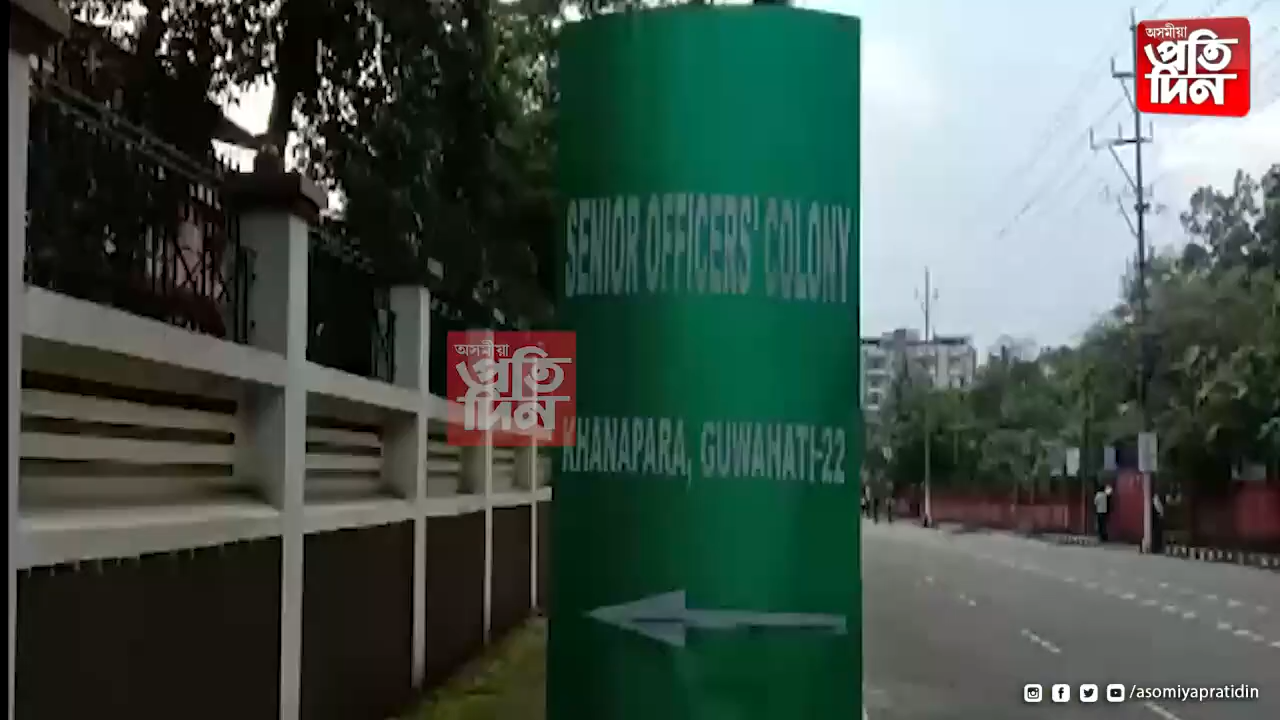 অসমীয়া
প্ৰতি
দিন
SENIOR OFFICERS' COLONY
অসমীয়া
প্ৰতি
দিন
KHANAPARA, GUWAHATI-22
/asomiyapratidin